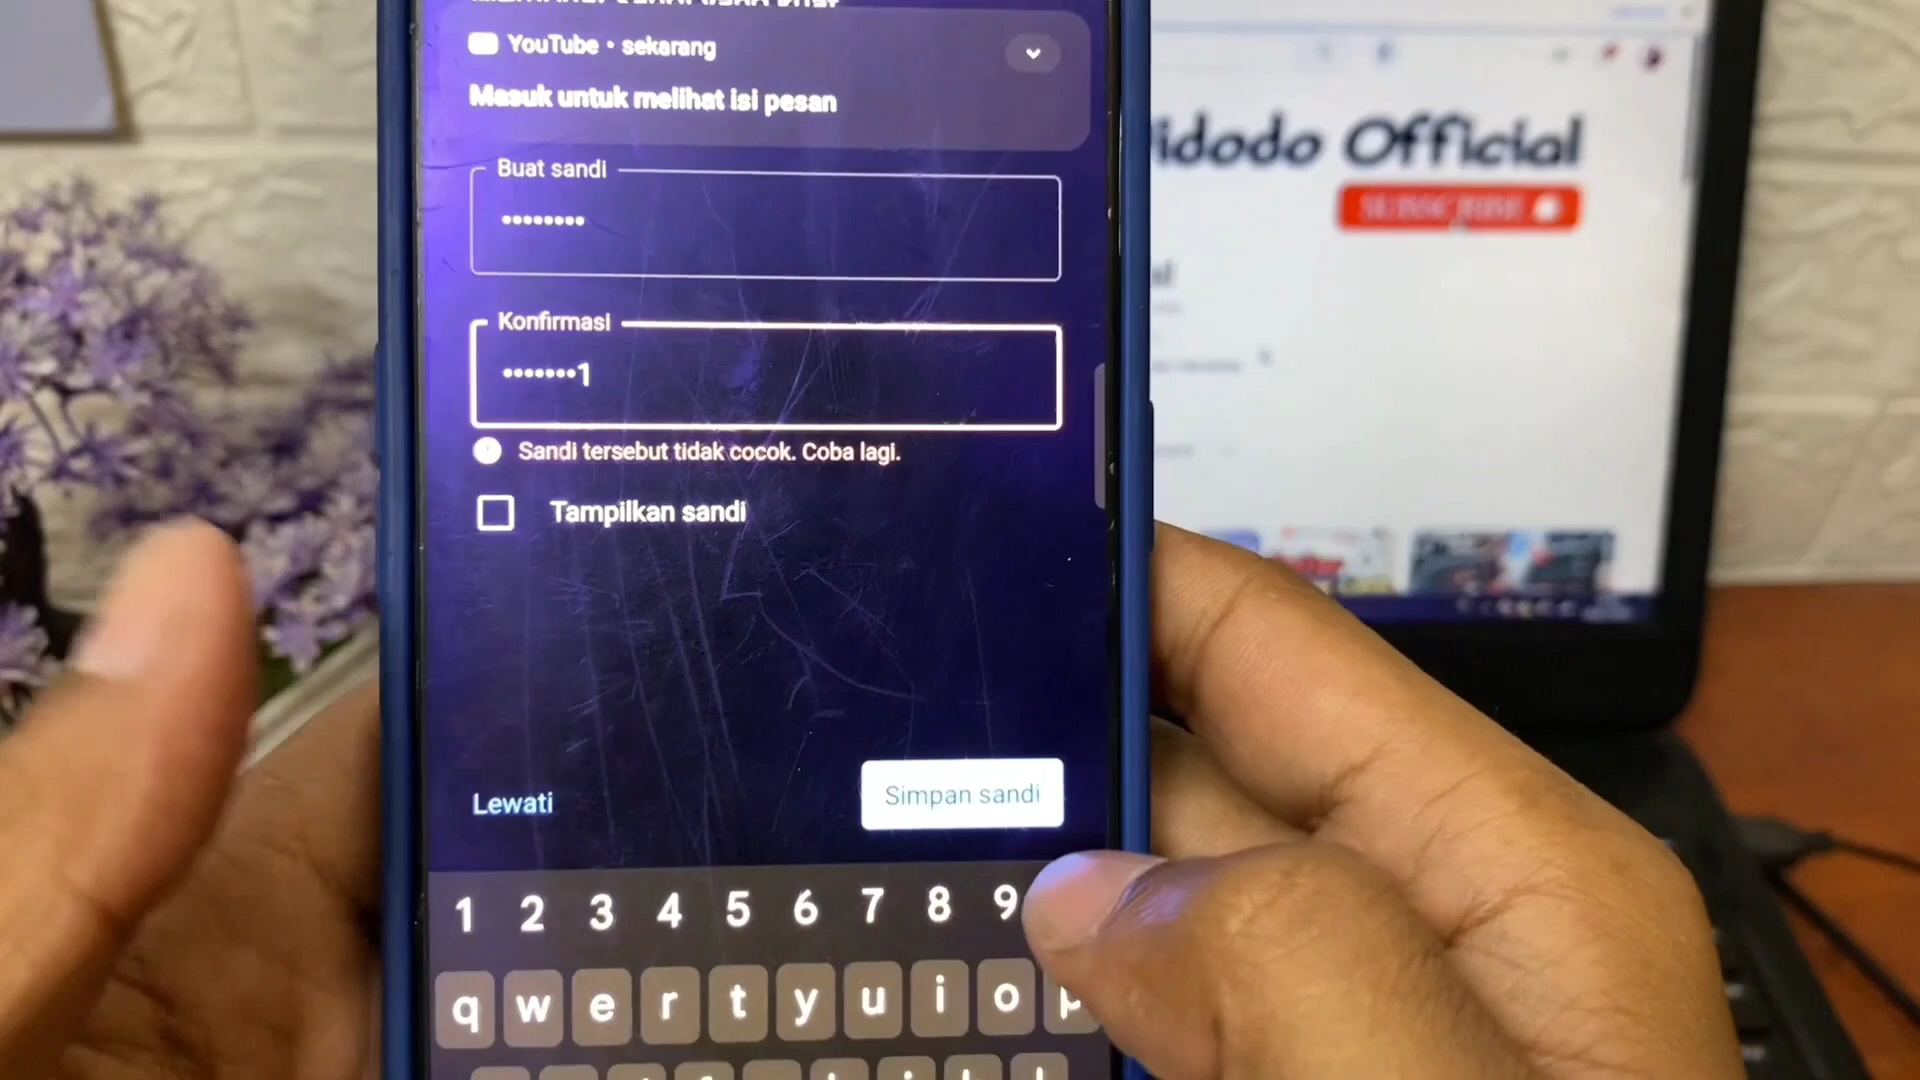 YouTube • sekarang
Masuk untuk melihat isi pesan
Buat sandi
••••••••
Konfirmasi
•••••••1
Sandi tersebut tidak cocok. Coba lagi.
Tampilkan sandi
Lewati
Simpan sandi
1 2 3 4 5 6 7 8 9
q w e r t y u i o p
idodo Official
SUBSCRIBE